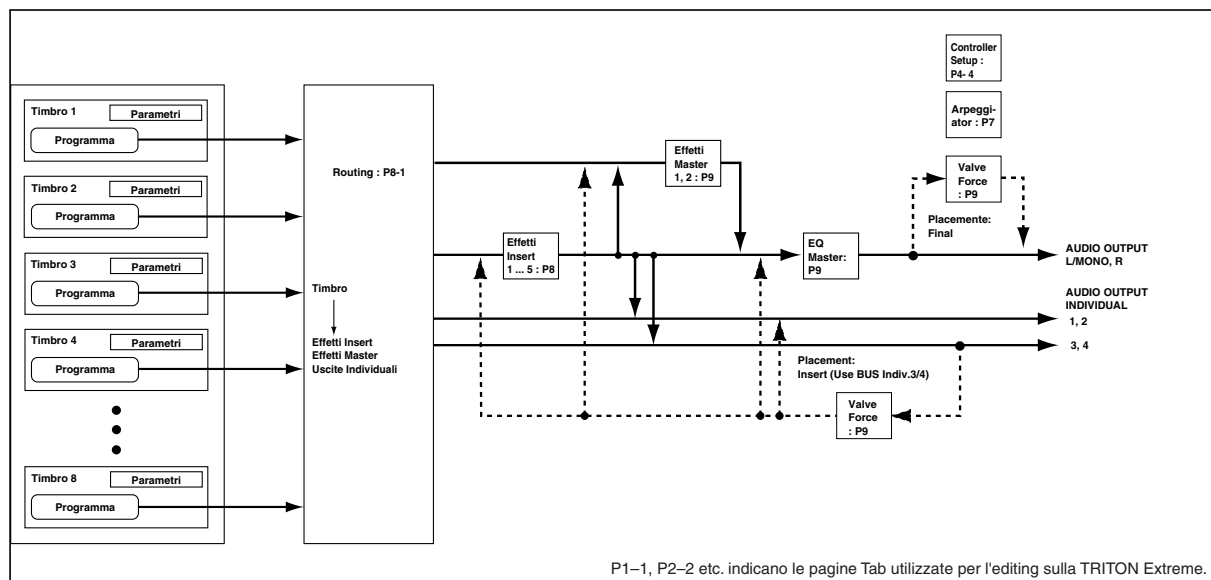 Controller
Setup :
P4- 4
Arpeggi-
ator : P7
Timbro 1
Parametri
Programma
Timbro 2
Parametri
Programma
Timbro 3
Parametri
Programma
Timbro 4
Parametri
Programma
Timbro 8
Parametri
Programma
Routing : P8-1
Timbro
Effetti Insert
Effetti Master
Uscite Individuali
Effetti
Master
1, 2 : P9
Effetti
Insert
1 ... 5 : P8
EQ
Master:
P9
Valve
Force
: P9
Placemente:
Final
AUDIO OUTPUT
L/MONO, R
AUDIO OUTPUT
INDIVIDUAL
1, 2
3, 4
Placement:
Insert (Use BUS Indiv.3/4)
Valve
Force
: P9
P1–1, P2–2 etc. indicano le pagine Tab utilizzate per l'editing sulla TRITON Extreme.